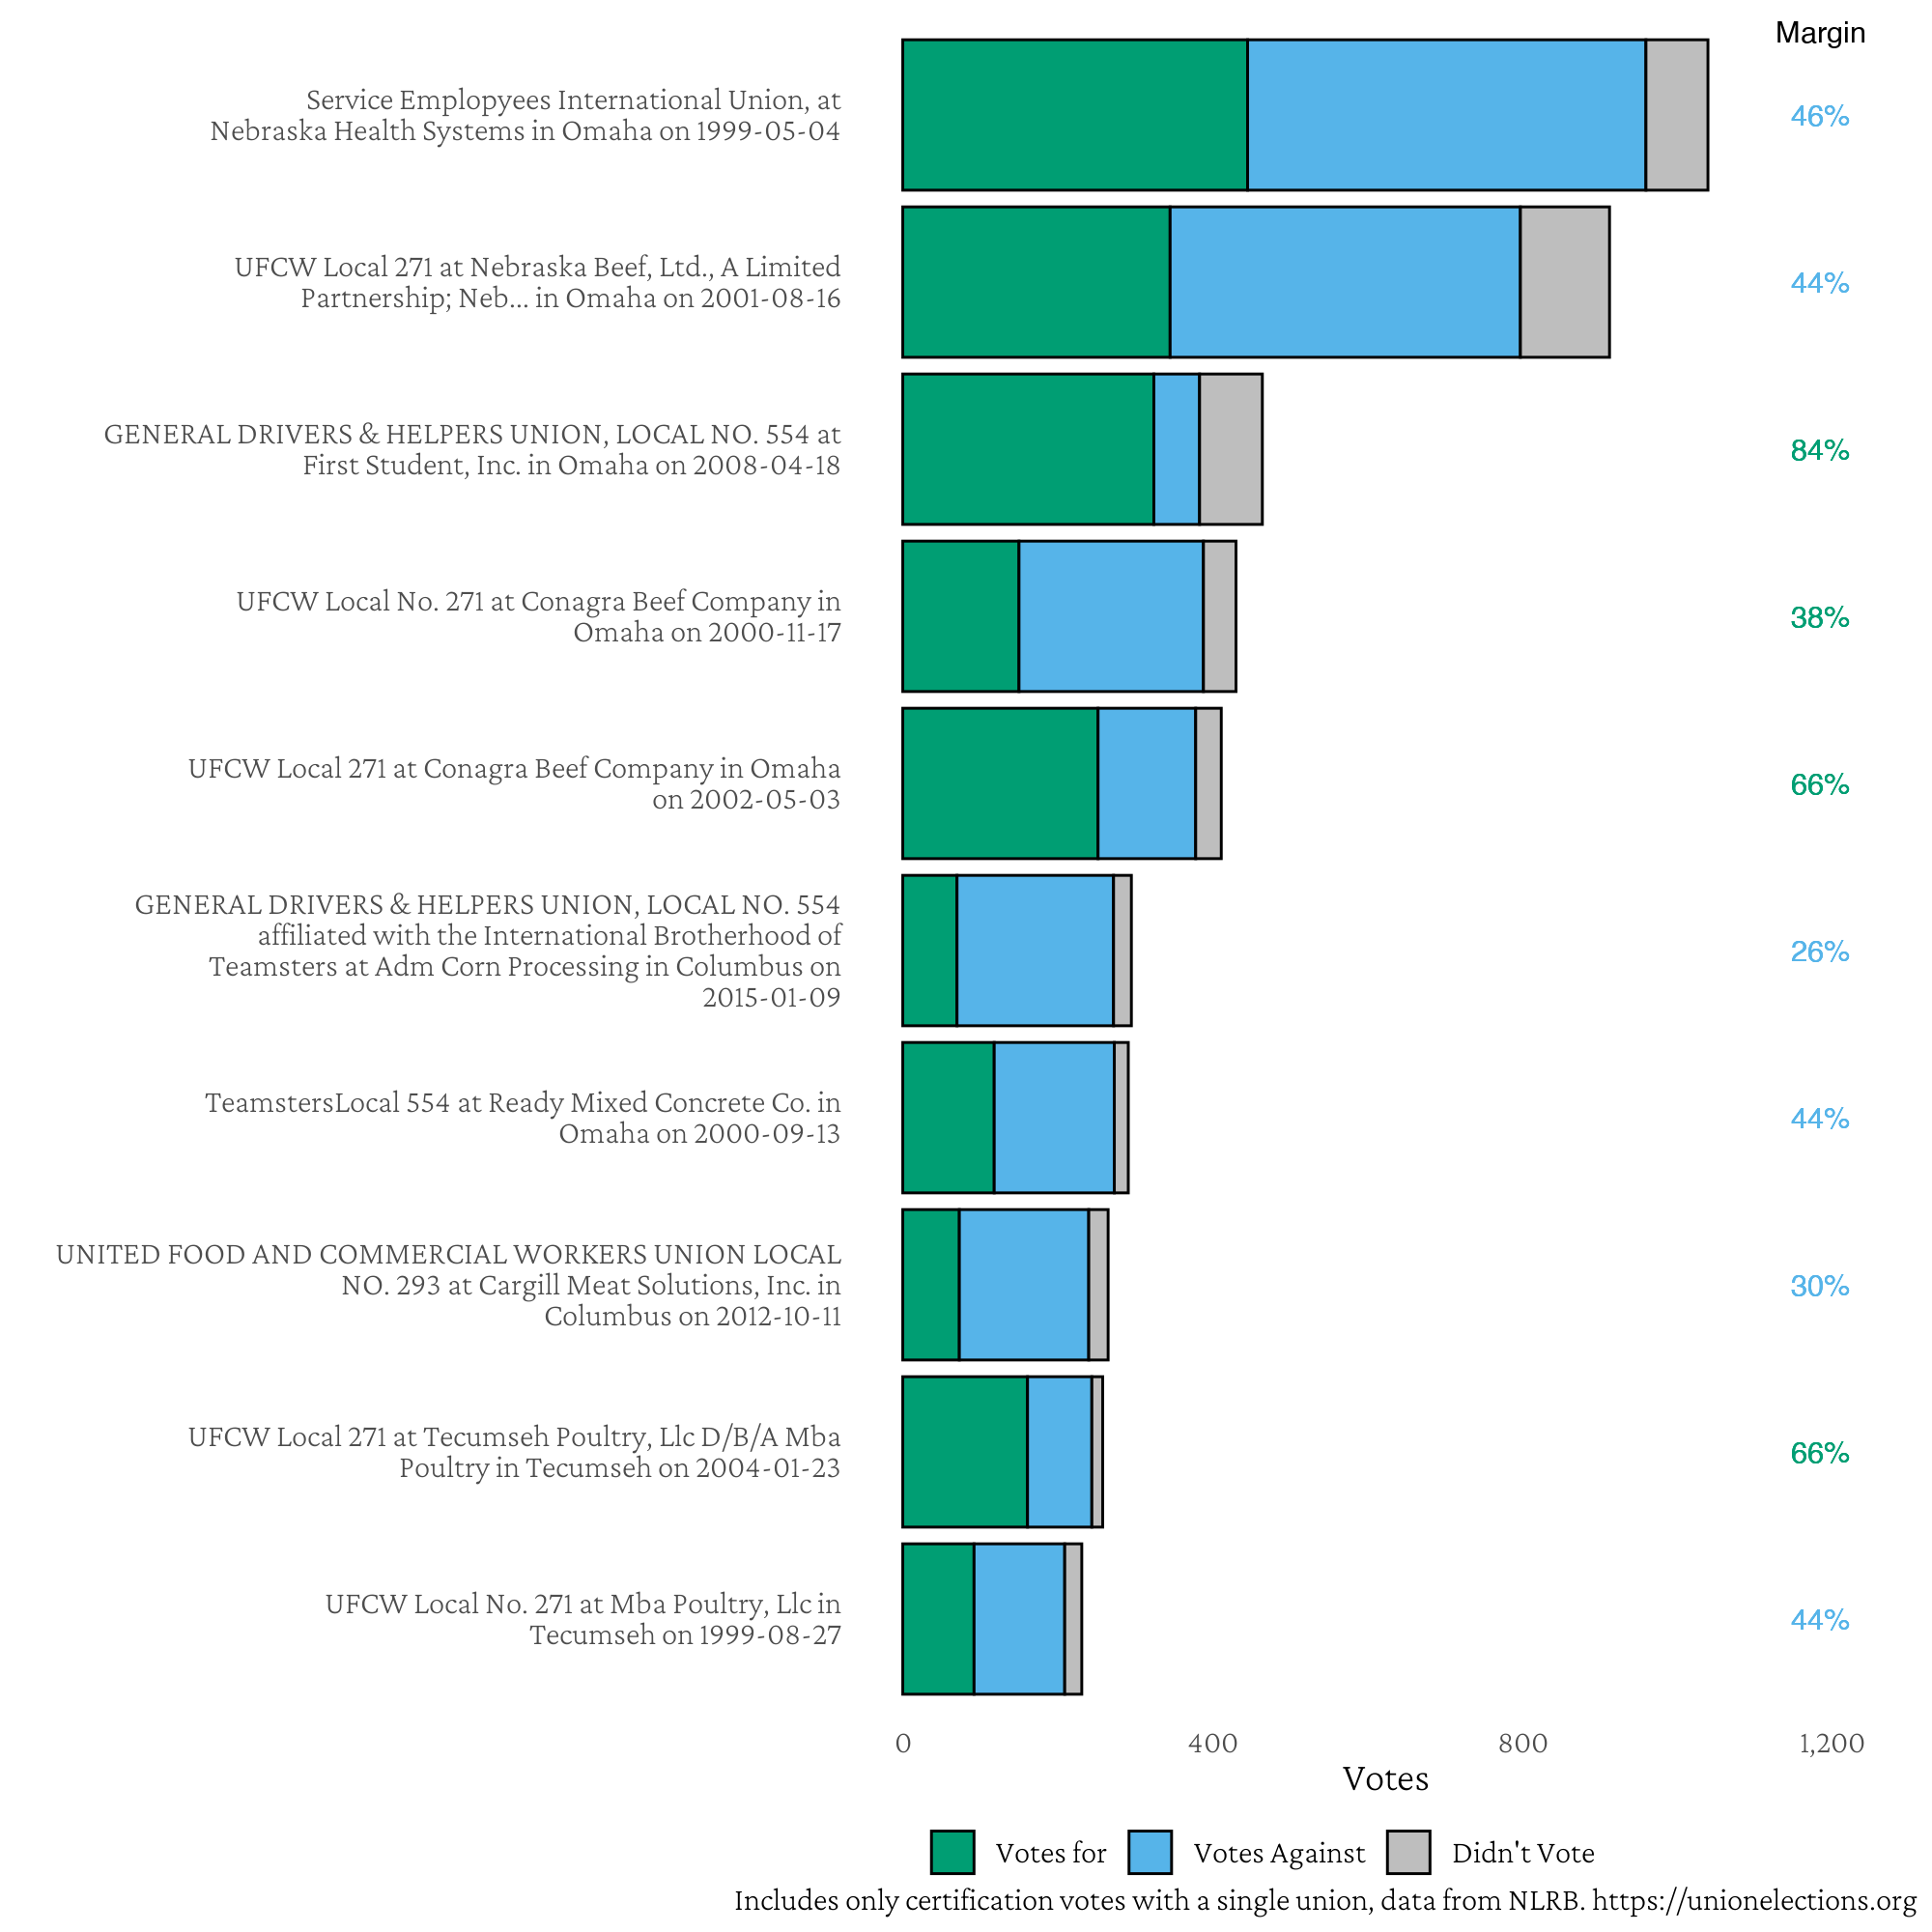 Margin
Service Emplopyees International Union, at
Nebraska Health Systems in Omaha on 1999-05-04
46%
UFCW Local 271 at Nebraska Beef, Ltd., A Limited
Partnership; Neb... in Omaha on 2001-08-16
44%
GENERAL DRIVERS & HELPERS UNION, LOCAL NO. 554 at
First Student, Inc. in Omaha on 2008-04-18
84%
UFCW Local No. 271 at Conagra Beef Company in
Omaha on 2000-11-17
38%
UFCW Local 271 at Conagra Beef Company in Omaha
on 2002-05-03
66%
GENERAL DRIVERS & HELPERS UNION, LOCAL NO. 554
affiliated with the International Brotherhood of
Teamsters at Adm Corn Processing in Columbus on
2015-01-09
26%
TeamstersLocal 554 at Ready Mixed Concrete Co. in
Omaha on 2000-09-13
44%
UNITED FOOD AND COMMERCIAL WORKERS UNION LOCAL
NO. 293 at Cargill Meat Solutions, Inc. in
Columbus on 2012-10-11
30%
UFCW Local 271 at Tecumseh Poultry, Llc D/B/A Mba
Poultry in Tecumseh on 2004-01-23
66%
UFCW Local No. 271 at Mba Poultry, Llc in
Tecumseh on 1999-08-27
44%
0 400 800 1,200
Votes
Votes for Votes Against Didn't Vote
Includes only certification votes with a single union, data from NLRB. https://unionelections.org